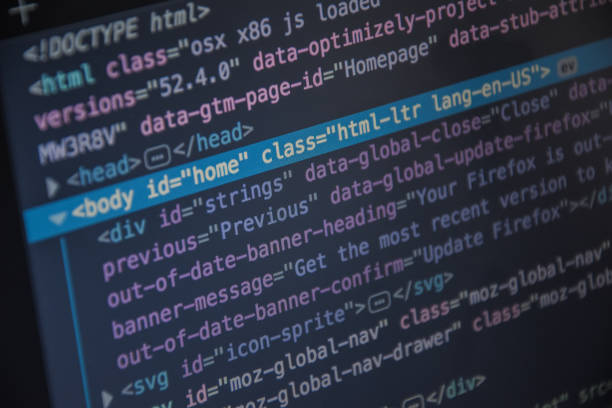 <!DOCTYPE html>
<html class="osx x86 js loaded
versions="52.4.0" data-optimizely-project
MW3R8V" data-gtm-page-id="Homepage" data-stub-attri
<head>…</head>
<body id="home" class="html-ltr lang-en-US"> ev
<div id="strings" data-global-close="Close" data-
previous="Previous" data-global-update-firefox="
out-of-date-banner-heading="Your Firefox is out-
banner-message="Get the most recent version to
out-of-date-banner-confirm="Update Firefox"></d
<svg id="icon-sprite">…</svg>
id="moz-global-nav" class="moz-global-nav"
"moz-global-nav-drawer" class="moz-glo
…</div>